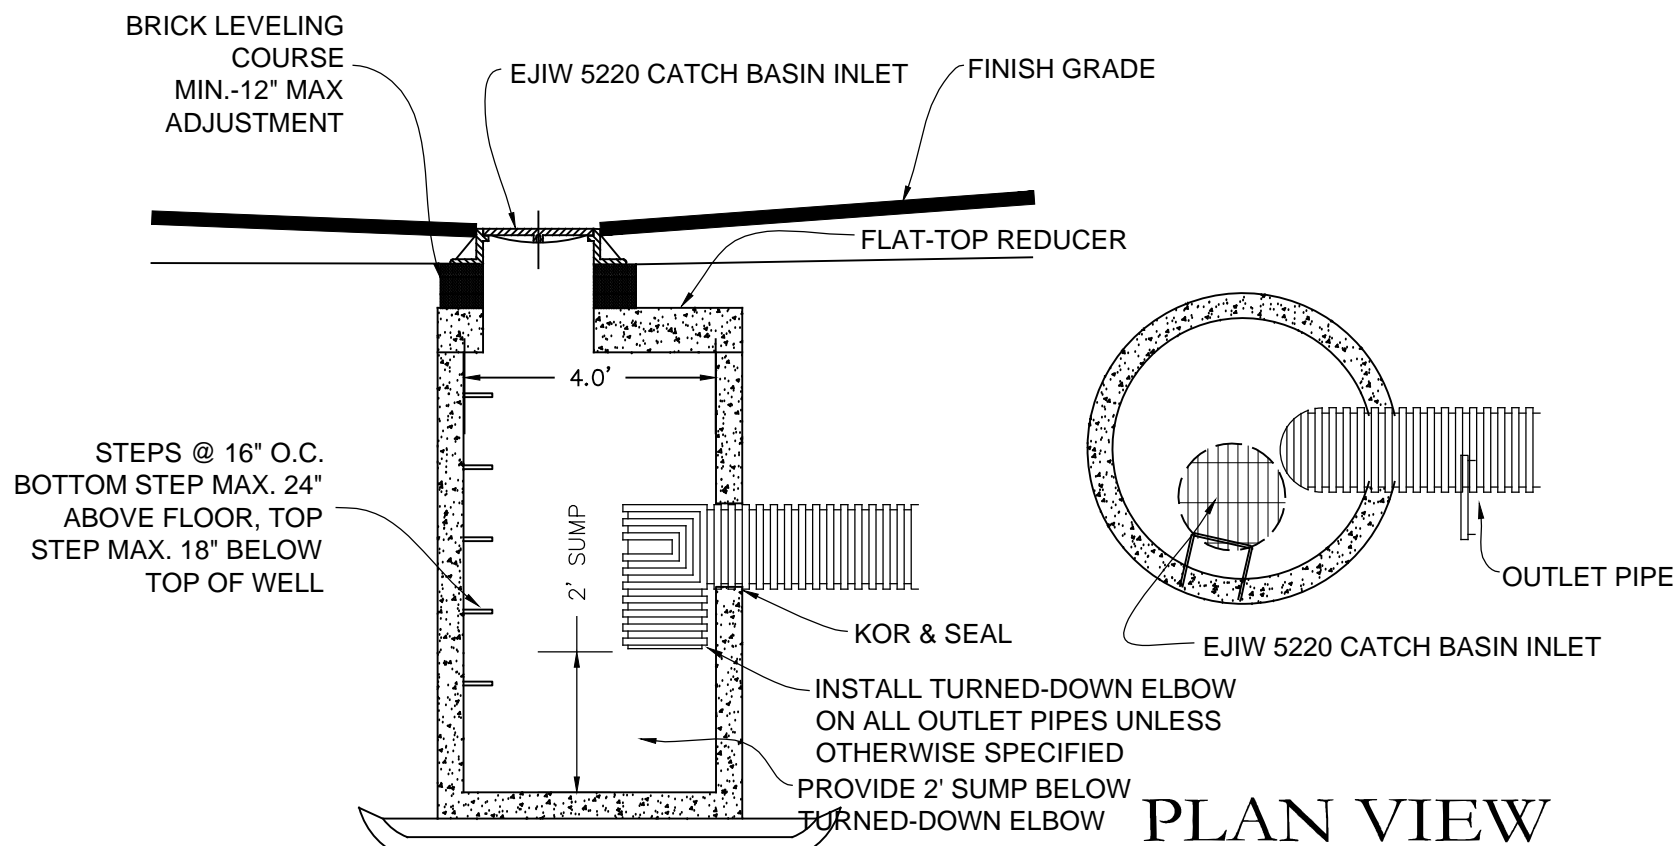 BRICK LEVELING
COURSE
MIN.-12" MAX
ADJUSTMENT
EJIW 5220 CATCH BASIN INLET
FINISH GRADE
FLAT-TOP REDUCER
4.0'
STEPS @ 16" O.C.
BOTTOM STEP MAX. 24"
ABOVE FLOOR, TOP
STEP MAX. 18" BELOW
TOP OF WELL
2' SUMP
KOR & SEAL
INSTALL TURNED-DOWN ELBOW
ON ALL OUTLET PIPES UNLESS
OTHERWISE SPECIFIED
PROVIDE 2' SUMP BELOW
TURNED-DOWN ELBOW
OUTLET PIPE
EJIW 5220 CATCH BASIN INLET
PLAN VIEW